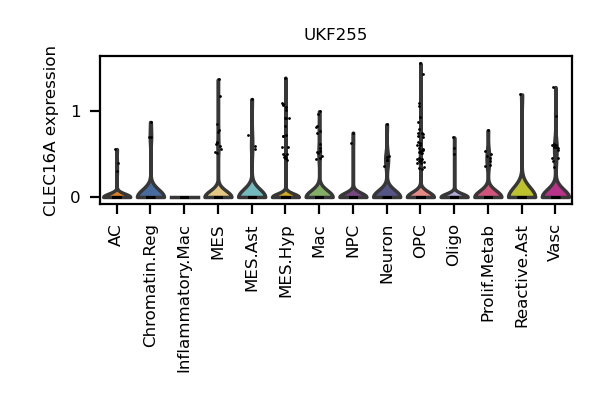 UKF255
CLEC16A expression
1
0
AC
Chromatin.Reg
Inflammatory.Mac
MES
MES.Ast
MES.Hyp
Mac
NPC
Neuron
OPC
Oligo
Prolif.Metab
Reactive.Ast
Vasc